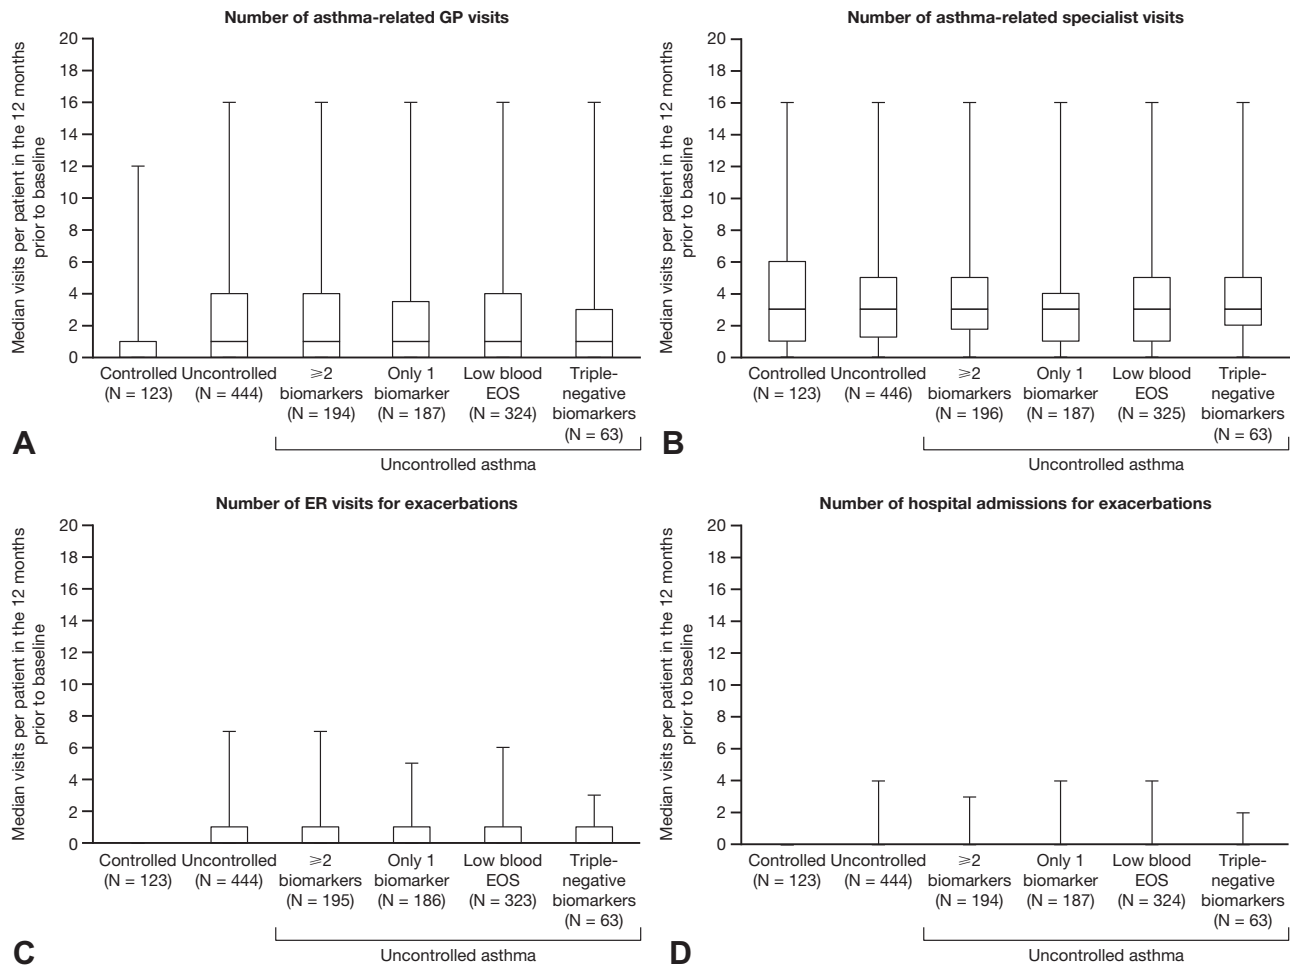 Number of asthma-related GP visits
Median visits per patient in the 12 months
prior to baseline
20
18
16
14
12
10
8
6
4
2
0
Controlled
(N = 123)
Uncontrolled
(N = 444)
⩾2
biomarkers
(N = 194)
Only 1
biomarker
(N = 187)
Low blood
EOS
(N = 324)
Triple-
negative
biomarkers
(N = 63)
Uncontrolled asthma
A
Number of asthma-related specialist visits
Median visits per patient in the 12 months
prior to baseline
20
18
16
14
12
10
8
6
4
2
0
Controlled
(N = 123)
Uncontrolled
(N = 446)
⩾2
biomarkers
(N = 196)
Only 1
biomarker
(N = 187)
Low blood
EOS
(N = 325)
Triple-
negative
biomarkers
(N = 63)
Uncontrolled asthma
B
Number of ER visits for exacerbations
Median visits per patient in the 12 months
prior to baseline
20
18
16
14
12
10
8
6
4
2
0
Controlled
(N = 123)
Uncontrolled
(N = 444)
⩾2
biomarkers
(N = 195)
Only 1
biomarker
(N = 186)
Low blood
EOS
(N = 323)
Triple-
negative
biomarkers
(N = 63)
Uncontrolled asthma
C
Number of hospital admissions for exacerbations
Median visits per patient in the 12 months
prior to baseline
20
18
16
14
12
10
8
6
4
2
0
Controlled
(N = 123)
Uncontrolled
(N = 444)
⩾2
biomarkers
(N = 194)
Only 1
biomarker
(N = 187)
Low blood
EOS
(N = 324)
Triple-
negative
biomarkers
(N = 63)
Uncontrolled asthma
D